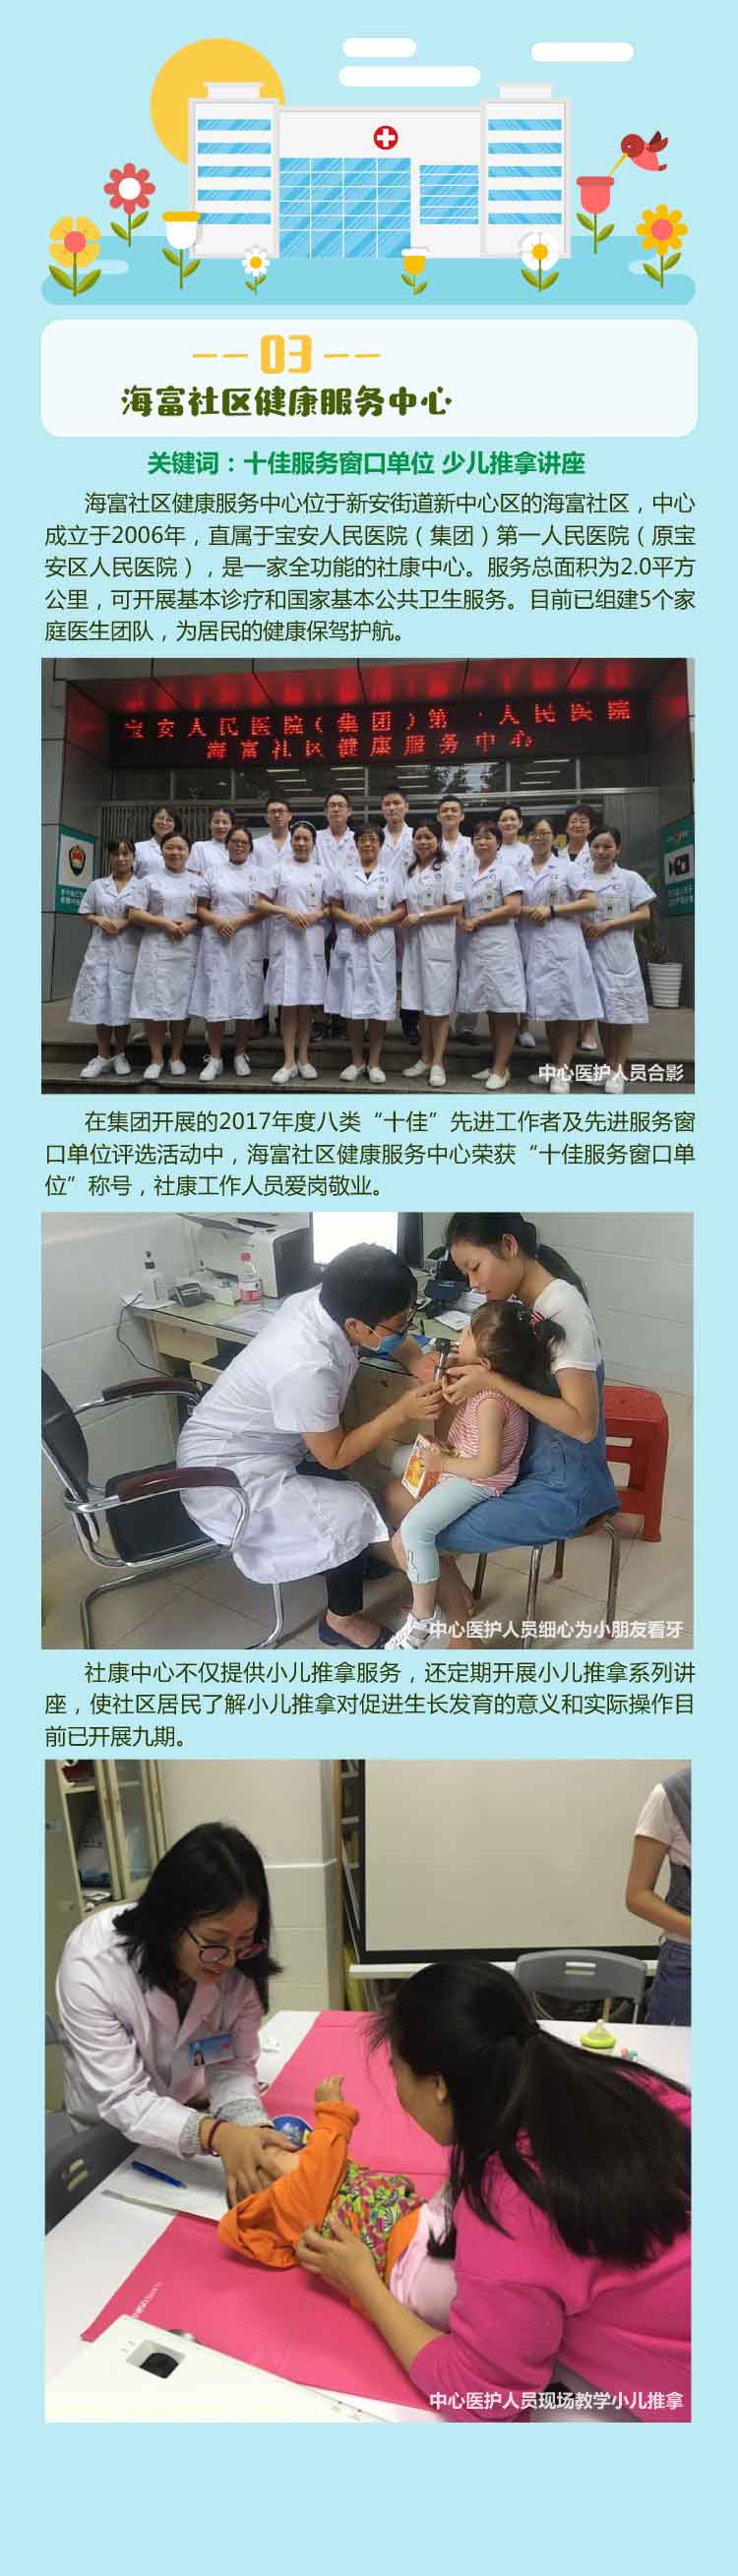 03
海富社区健康服务中心
关键词：十佳服务窗口单位 少儿推拿讲座
海富社区健康服务中心位于新安街道新中心区的海富社区，中心
成立于2006年，直属于宝安人民医院（集团）第一人民医院（原宝
安区人民医院），是一家全功能的社康中心。服务总面积为2.0平方
公里，可开展基本诊疗和国家基本公共卫生服务。目前已组建5个家
庭医生团队，为居民的健康保驾护航。
宝安人民医院（集团）第一人民医院
海富社区健康服务中心
中心医护人员合影
在集团开展的2017年度八类“十佳”先进工作者及先进服务窗
口单位评选活动中，海富社区健康服务中心荣获“十佳服务窗口单
位”称号，社康工作人员爱岗敬业。
中心医护人员细心为小朋友看牙
社康中心不仅提供小儿推拿服务，还定期开展小儿推拿系列讲
座，使社区居民了解小儿推拿对促进生长发育的意义和实际操作目
前已开展九期。
中心医护人员现场教学小儿推拿